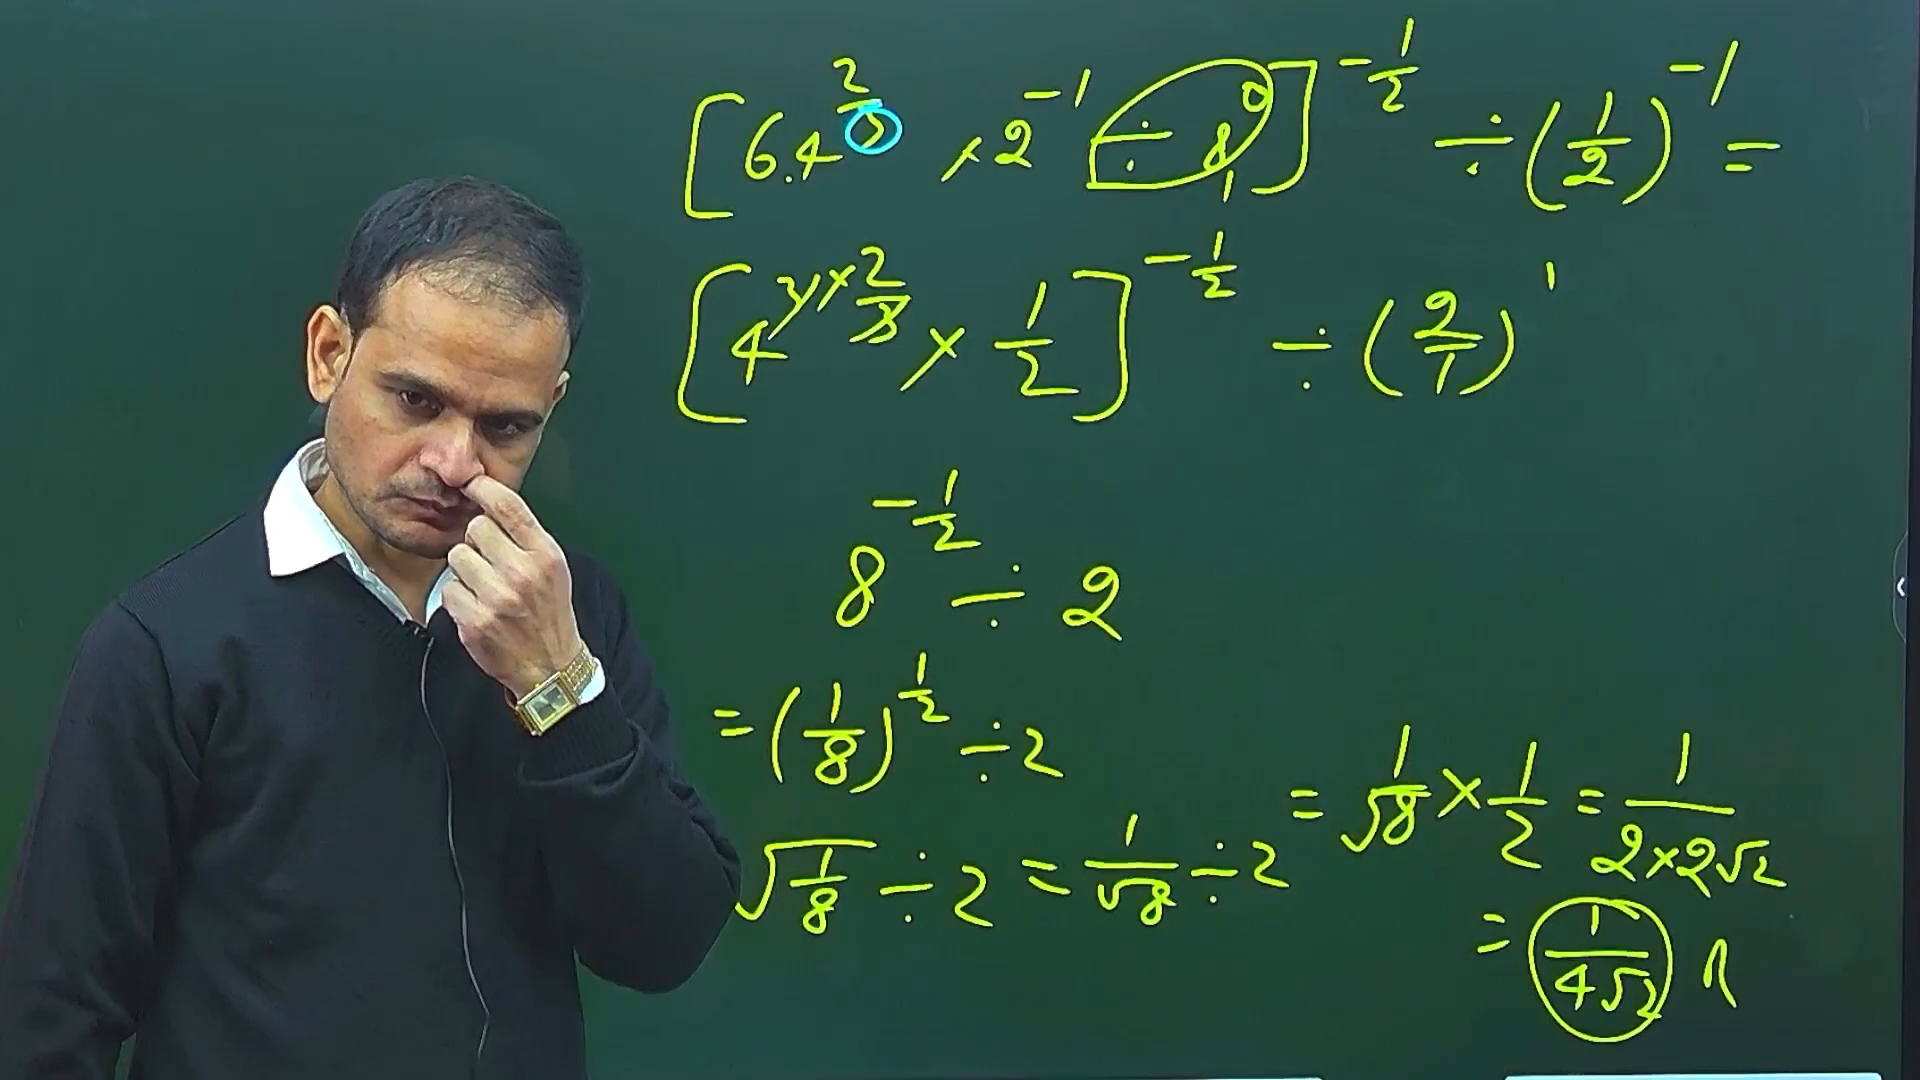 [6.4^(2/3) × 2^(-1) ÷ 8^0]^(-1/2) ÷ (1/2)^(-1) =
[4^(3×2/3) × 1/2]^(-1/2) ÷ (2/1)^1
8^(-1/2) ÷ 2
= (1/8)^(1/2) ÷ 2
√(1/8) ÷ 2 = 1/√8 ÷ 2 = 1/√8 × 1/2 = 1/(2×2√2)
= 1/(4√2)